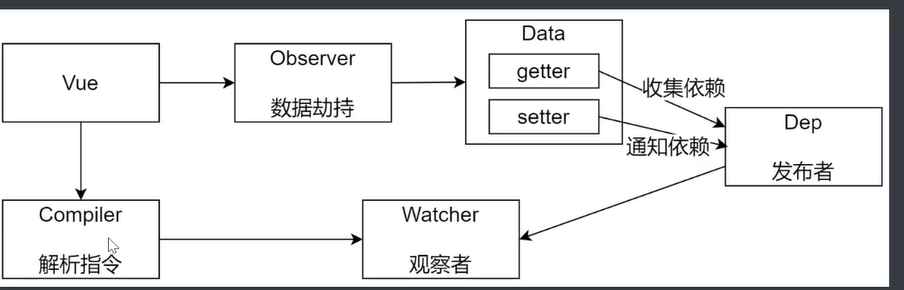 Vue
Observer
数据劫持
Data
getter
setter
收集依赖
通知依赖
Dep
发布者
Compiler
解析指令
Watcher
观察者